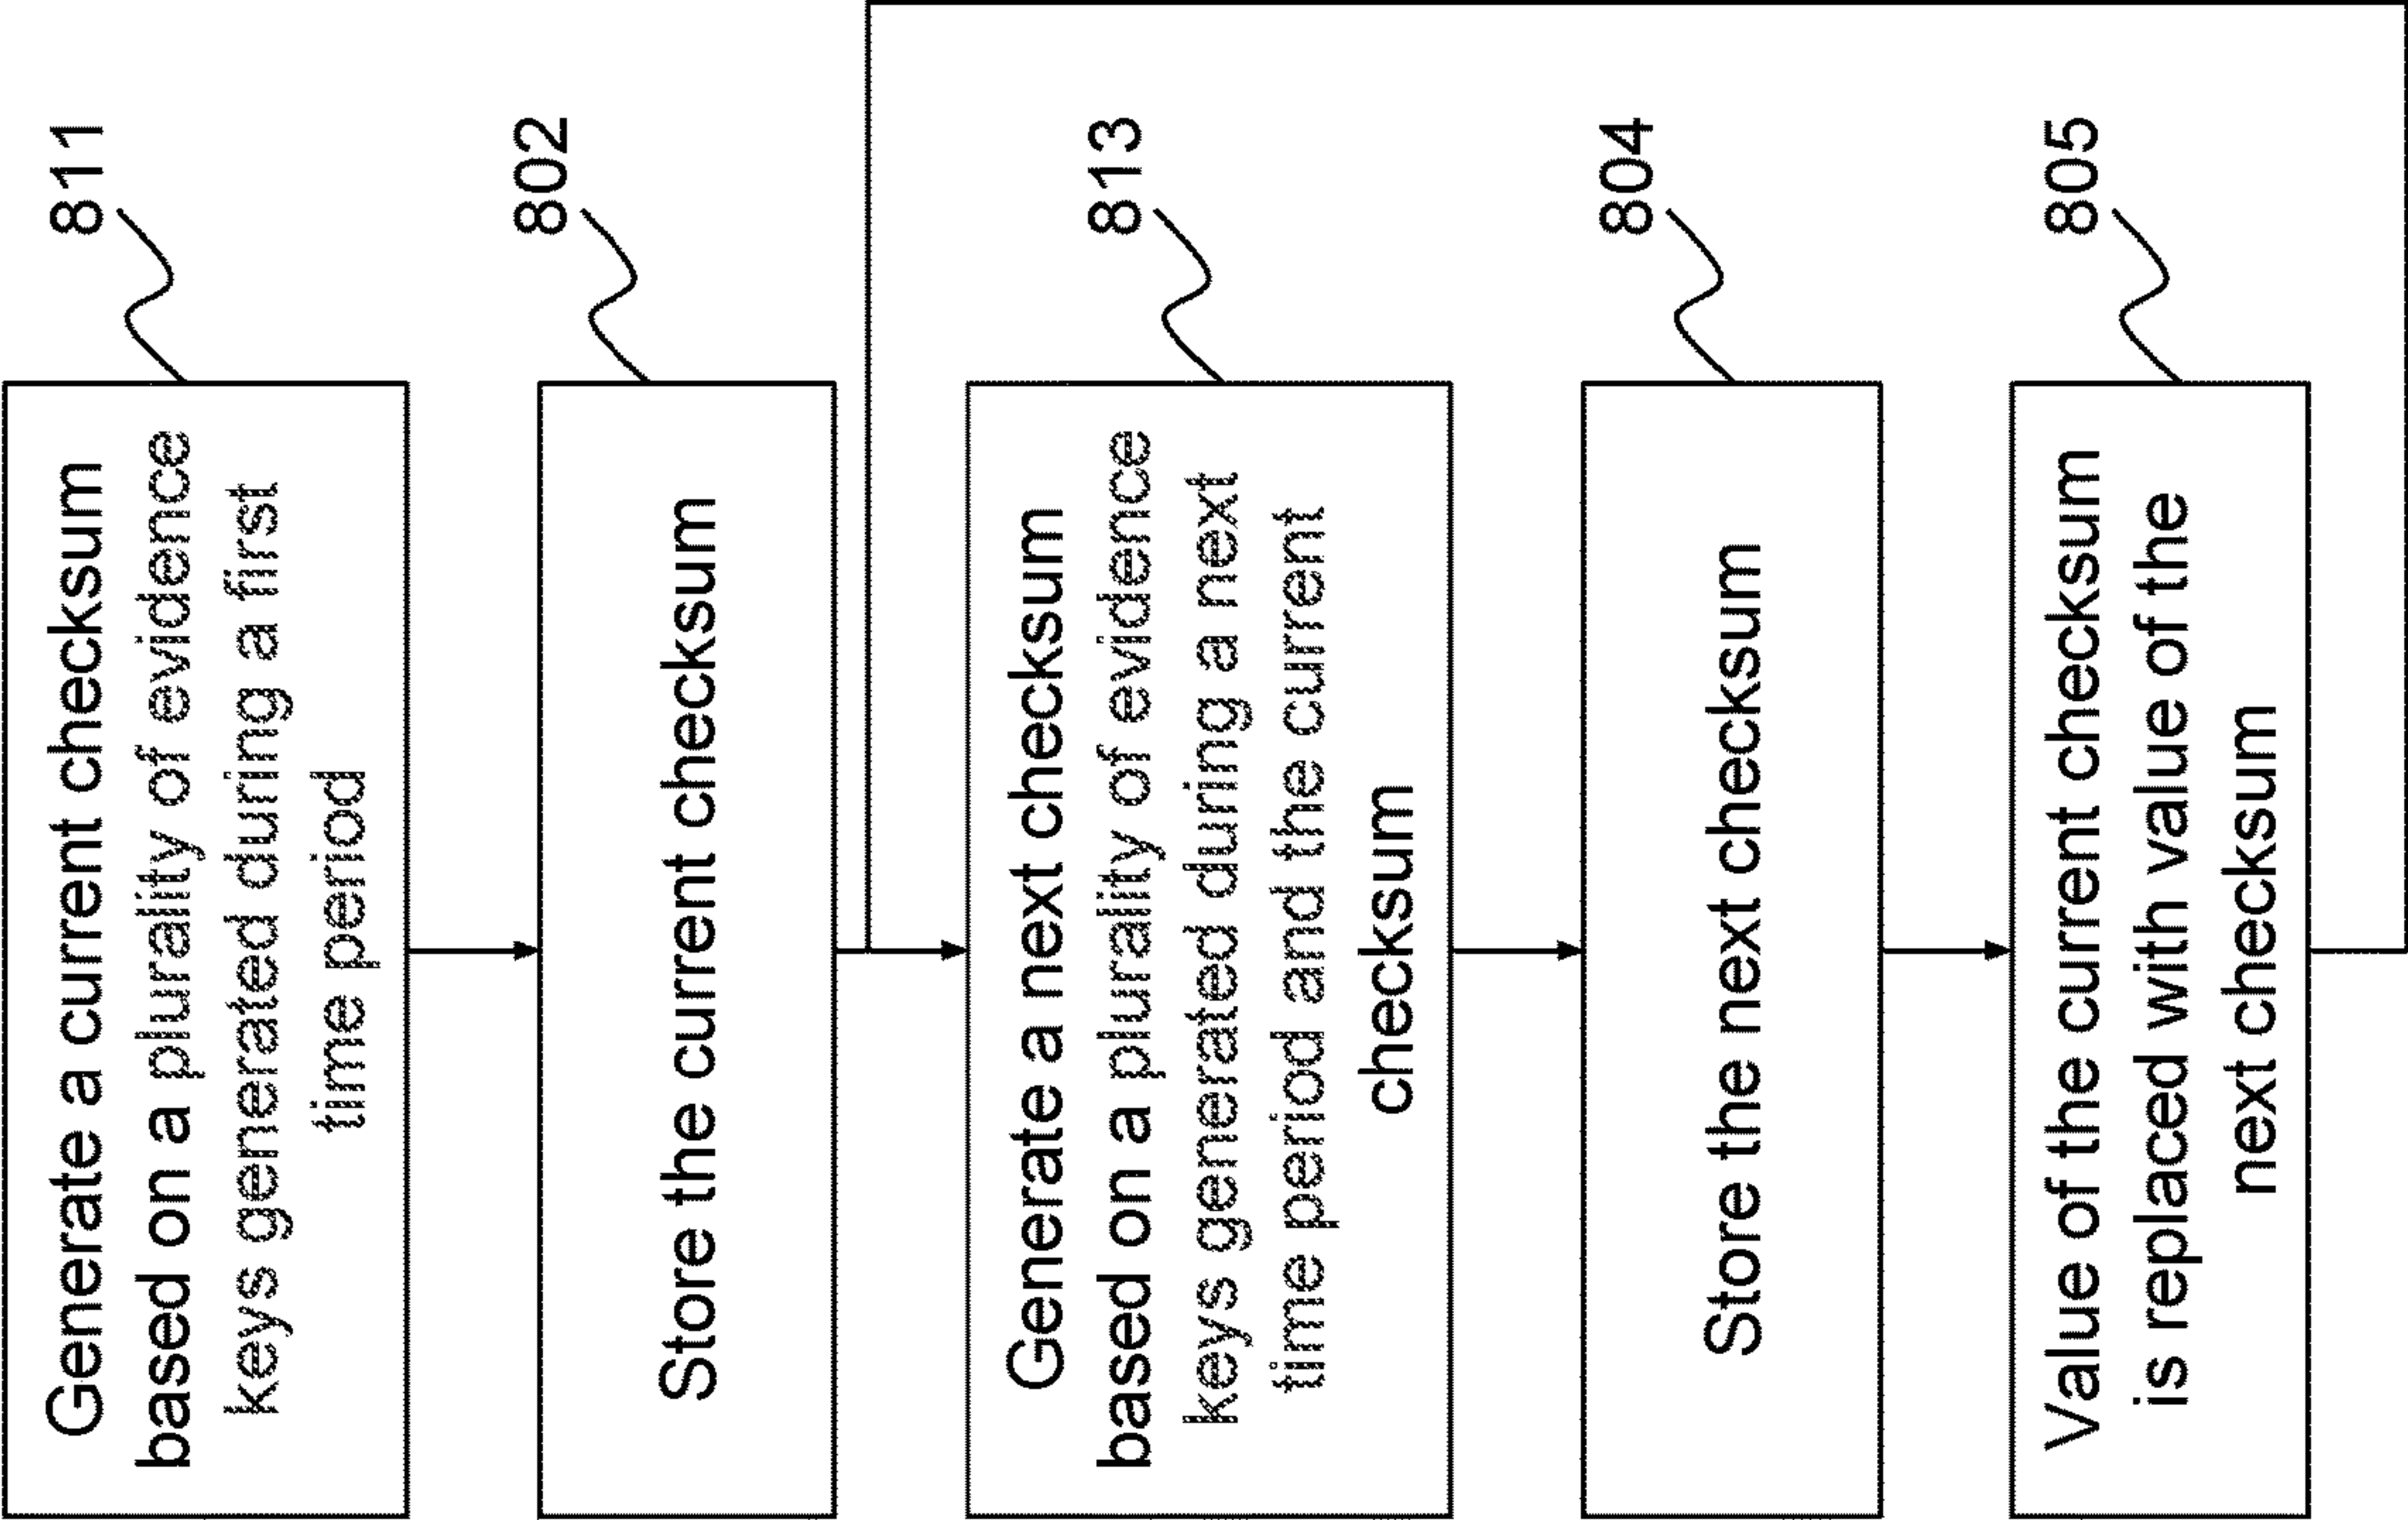 Generate a current checksum
based on a plurality of evidence
keys generated during a first
time period
811
Store the current checksum
802
Generate a next checksum
based on a plurality of evidence
keys generated during a next
time period and the current
checksum
813
Store the next checksum
804
Value of the current checksum
is replaced with value of the
next checksum
805